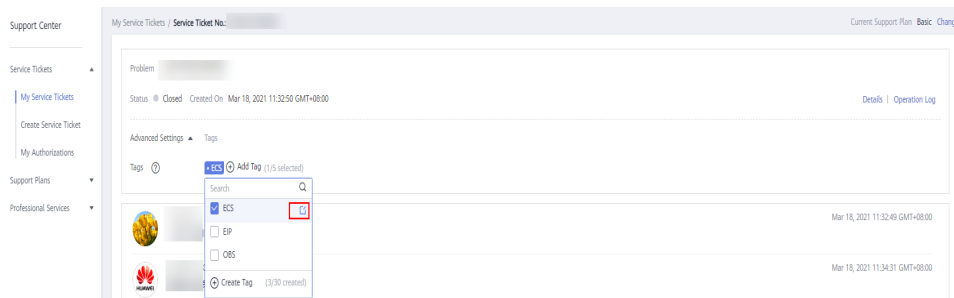 Support Center
My Service Tickets / Service Ticket No.:
Current Support Plan Basic Chang
Service Tickets
My Service Tickets
Create Service Ticket
My Authorizations
Support Plans
Professional Services
Problem
Status Closed Created On Mar 18, 2021 11:32:50 GMT+08:00
Details | Operation Log
Advanced Settings Tags
Tags ? • ECS Add Tag (1/5 selected)
Search
ECS
EIP
OBS
Create Tag (3/30 created)
Mar 18, 2021 11:32:49 GMT+08:00
HUAWEI
Mar 18, 2021 11:34:31 GMT+08:00